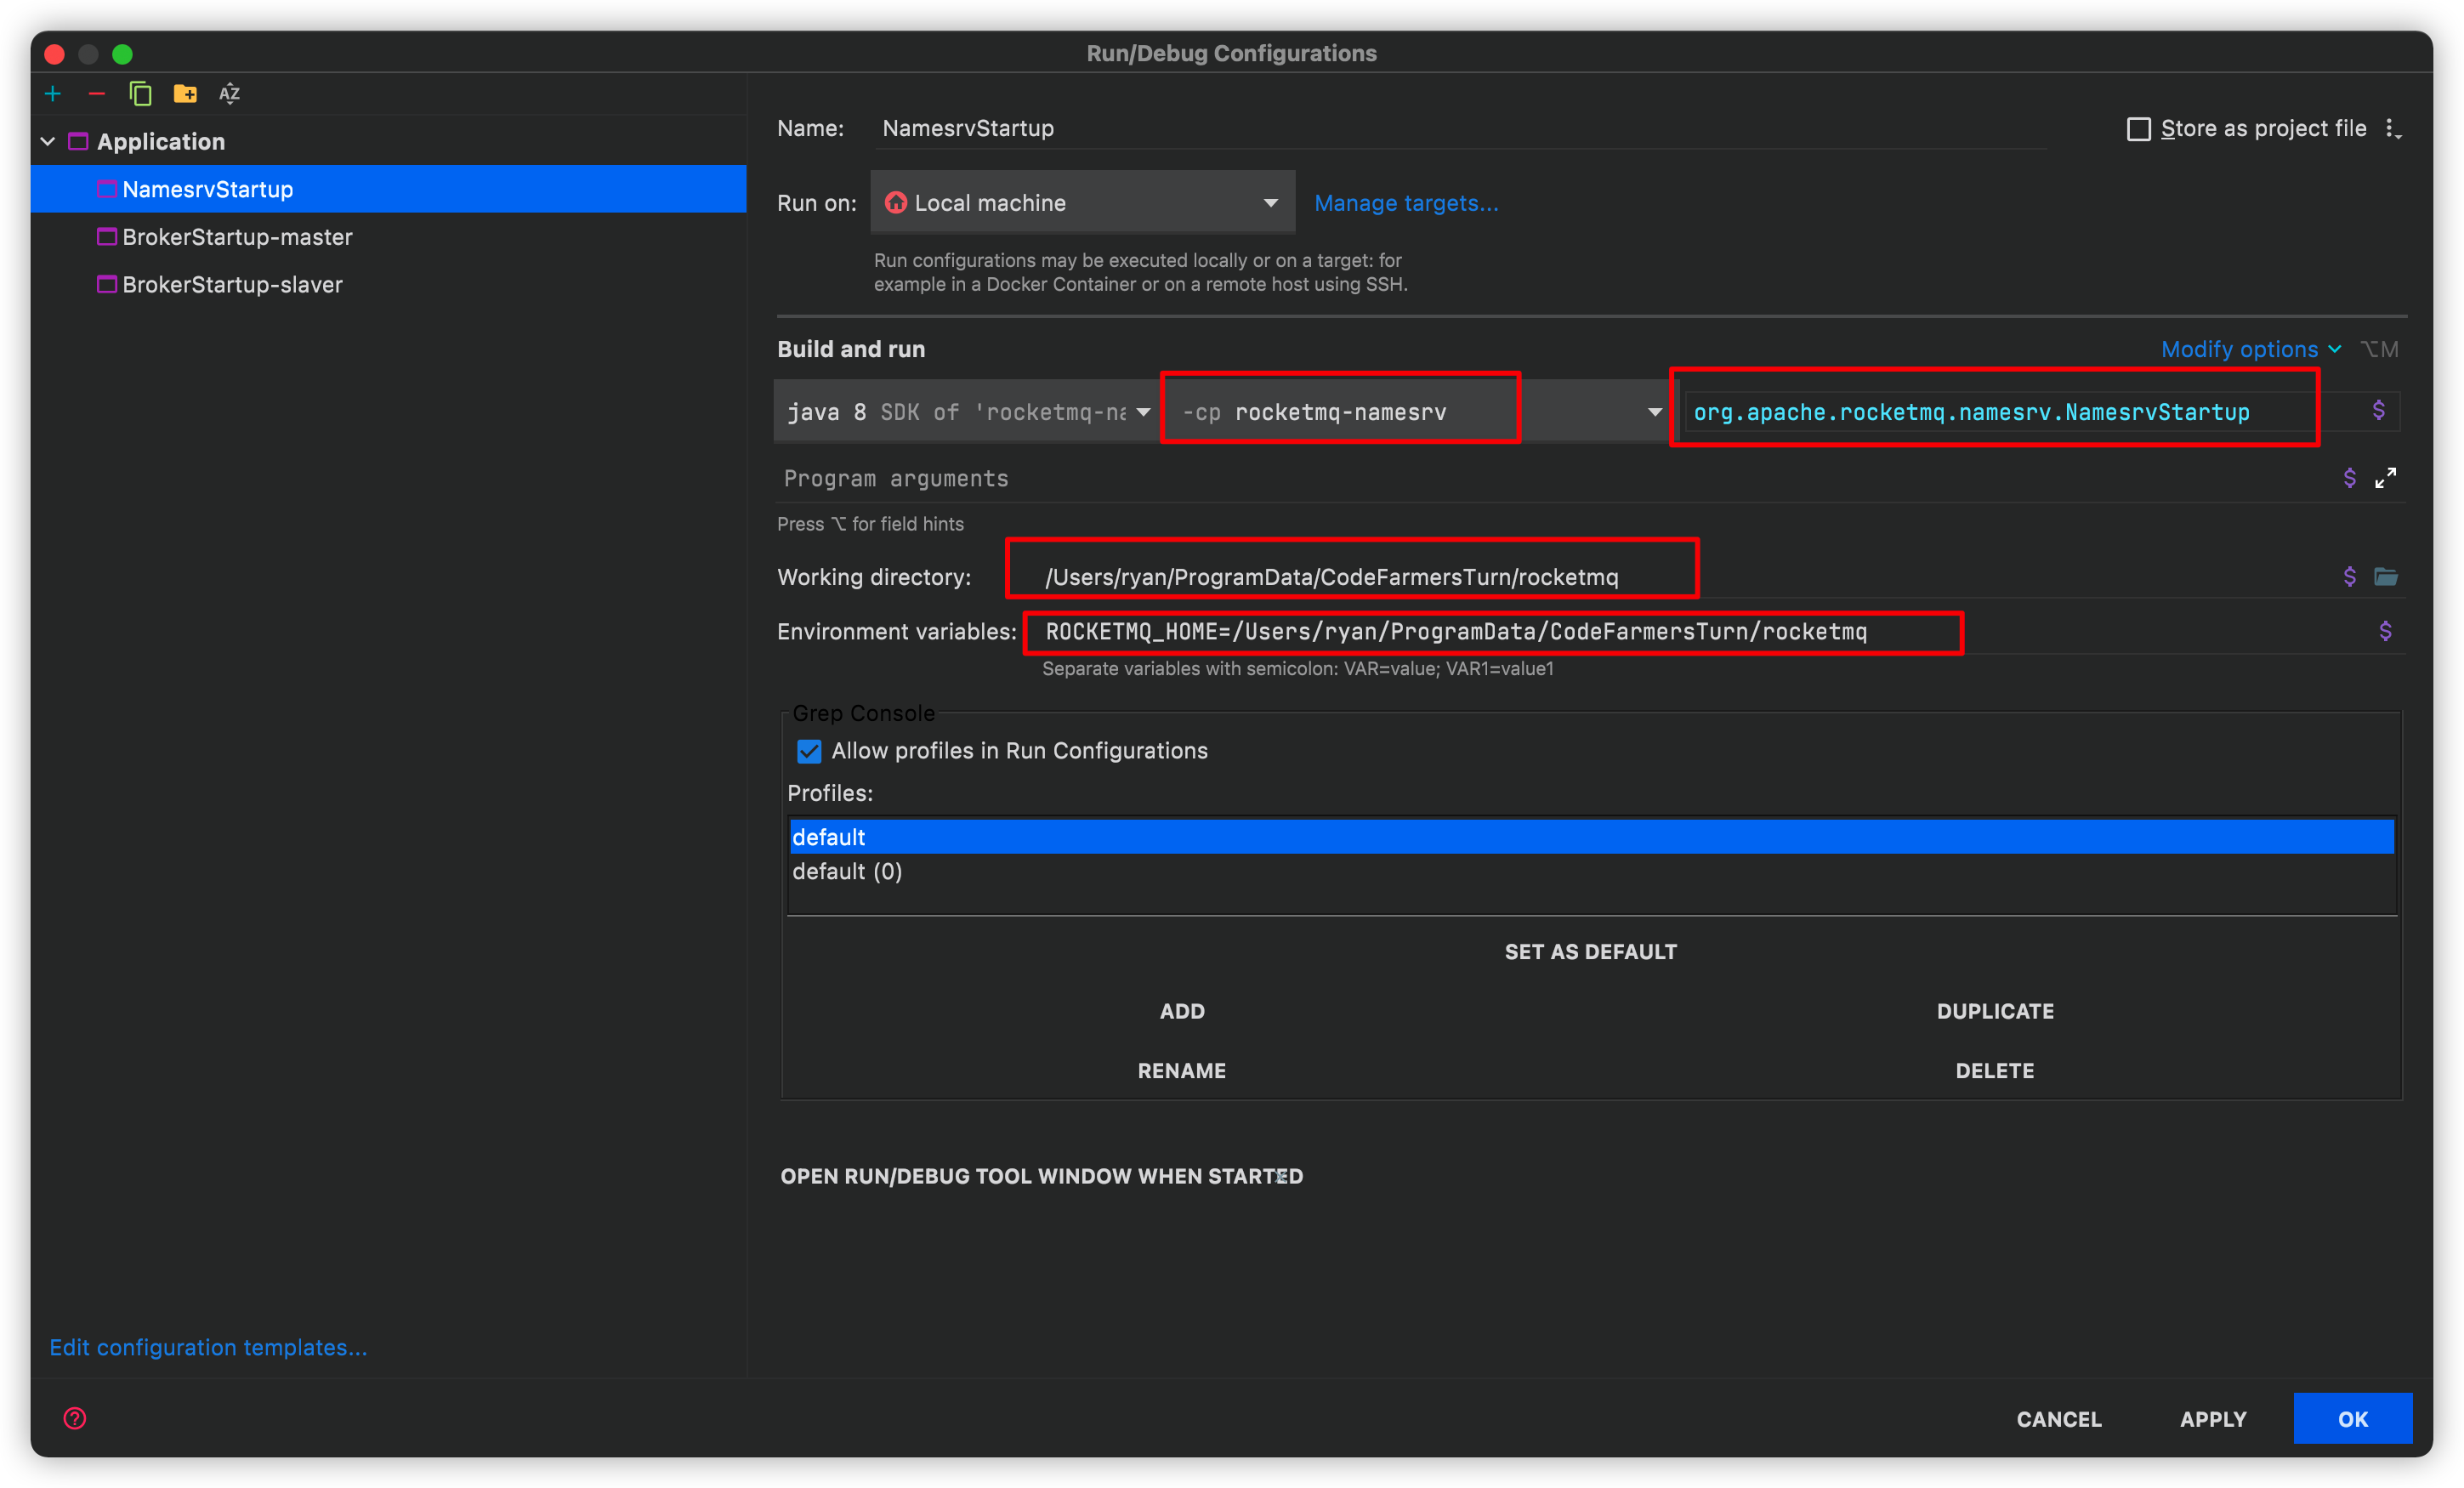 Run/Debug Configurations
Application
NamesrvStartup
BrokerStartup-master
BrokerStartup-slaver
Edit configuration templates...
Name: NamesrvStartup
Store as project file
Run on: Local machine Manage targets...
Run configurations may be executed locally or on a target: for
example in a Docker Container or on a remote host using SSH.
Build and run
Modify options ⌥M
java 8 SDK of 'rocketmq-na -cp rocketmq-namesrv org.apache.rocketmq.namesrv.NamesrvStartup
Program arguments
Press ⌥ for field hints
Working directory: /Users/ryan/ProgramData/CodeFarmersTurn/rocketmq
Environment variables: ROCKETMQ_HOME=/Users/ryan/ProgramData/CodeFarmersTurn/rocketmq
Separate variables with semicolon: VAR=value; VAR1=value1
Grep Console
Allow profiles in Run Configurations
Profiles:
default
default (0)
SET AS DEFAULT
ADD DUPLICATE
RENAME DELETE
OPEN RUN/DEBUG TOOL WINDOW WHEN STARTED
CANCEL APPLY OK